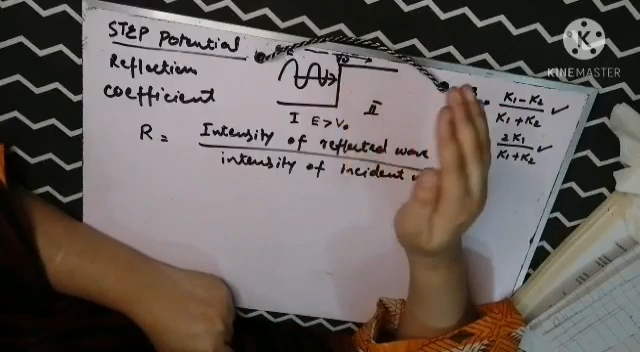 STEP Potential
Reflection
coefficient
V₀
I E>V₀ II
K₁-K₂
K₁+K₂ ✓
2K₁
K₁+K₂ ✓
R = Intensity of reflected wave
intensity of incident
KINEMASTER